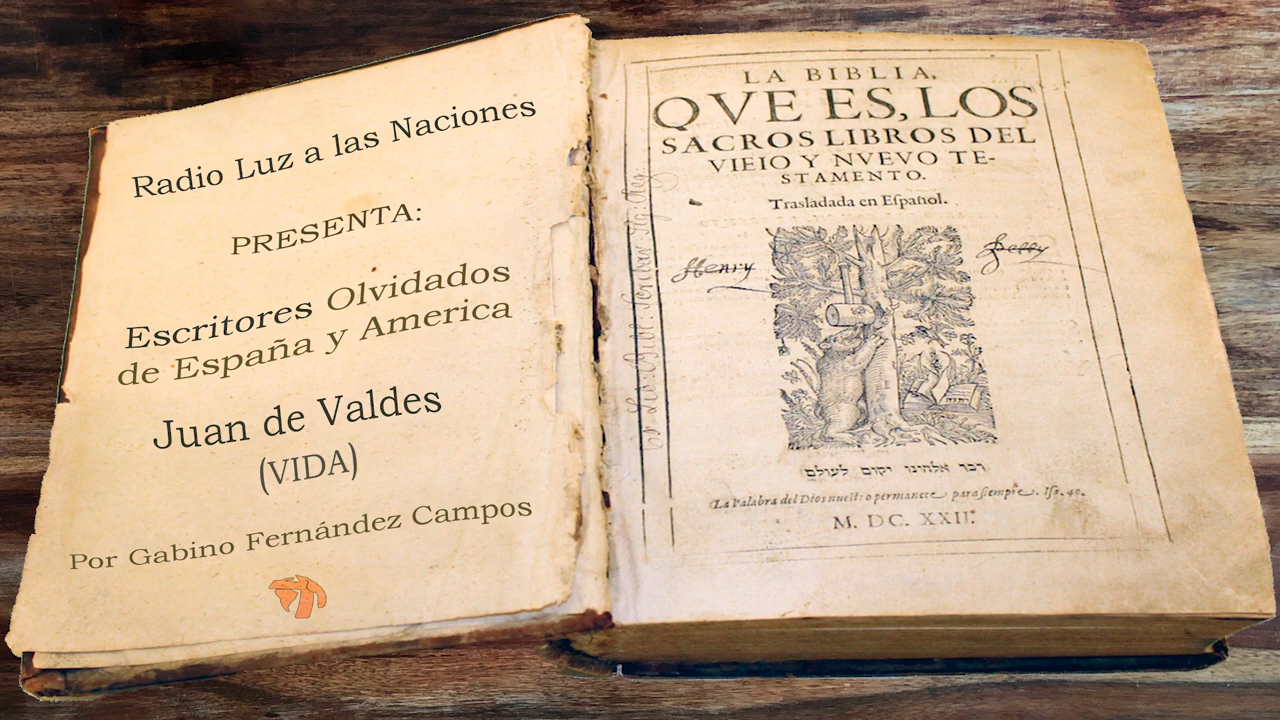 Radio Luz a las Naciones
PRESENTA:
Escritores Olvidados
de España y America
Juan de Valdes
(VIDA)
Por Gabino Fernández Campos
LA BIBLIA,
QVE ES, LOS
SACROS LIBROS DEL
VIEIO Y NVEVO TE-
STAMENTO.
Trasladada en Español.
Henry
דבר אלהינו יקום לעולם
La Palabra del Dios nuestro permanece para siempre. Isa. 40.
M. DC. XXII.